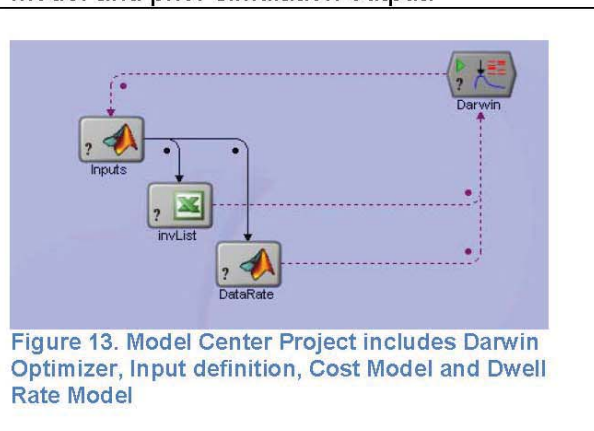 Darwin
?
Inputs
?
invList
?
DataRate
?
Figure 13. Model Center Project includes Darwin
Optimizer, Input definition, Cost Model and Dwell
Rate Model